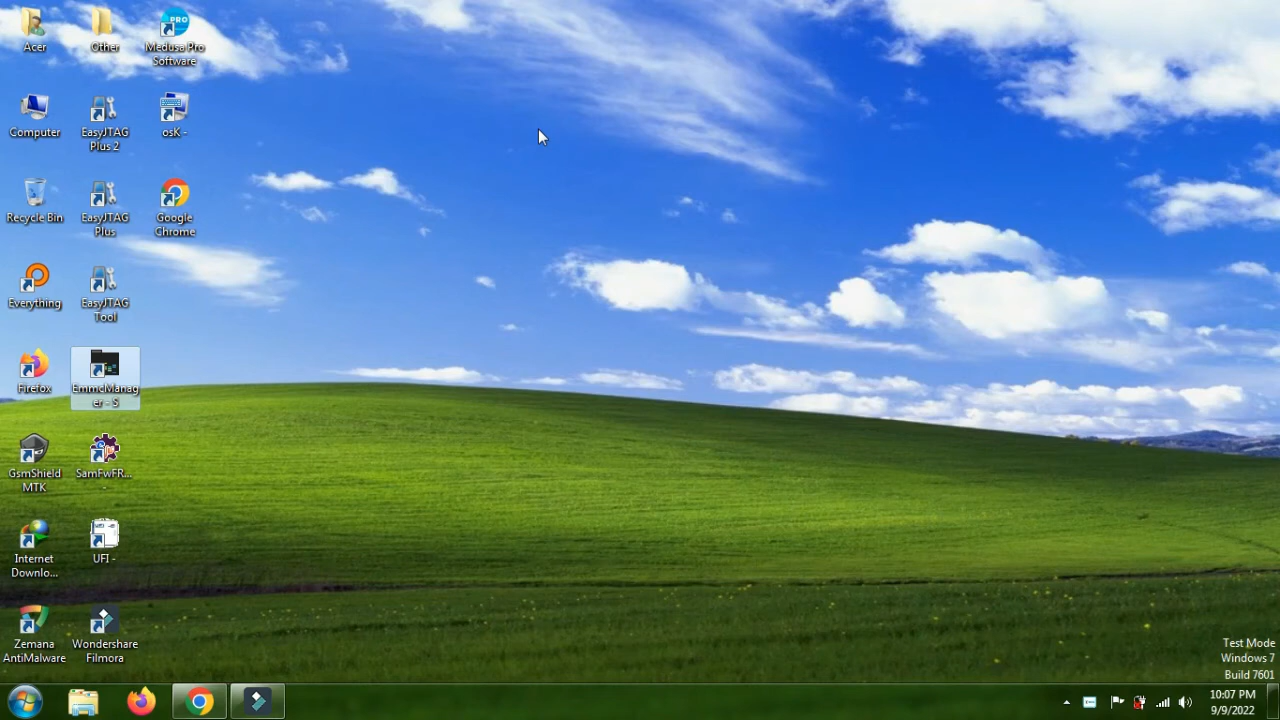 Acer
Other
PRO
Medusa Pro
Software
Computer
EasyJTAG
Plus 2
osK -
Recycle Bin
EasyJTAG
Plus
Google
Chrome
Everything
EasyJTAG
Tool
Firefox
EmmcManag
er - S
GsmShield
MTK
SamFwFR...
Internet
Downlo...
UFI -
Zemana
AntiMalware
Wondershare
Filmora
Test Mode
Windows 7
Build 7601
10:07 PM
9/9/2022